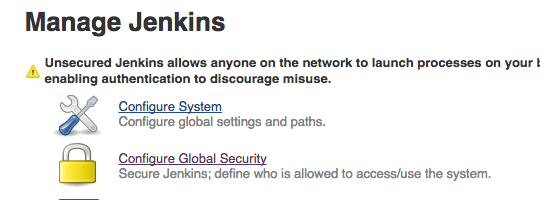 Manage Jenkins
Unsecured Jenkins allows anyone on the network to launch processes on your
enabling authentication to discourage misuse.
Configure System
Configure global settings and paths.
Configure Global Security
Secure Jenkins; define who is allowed to access/use the system.